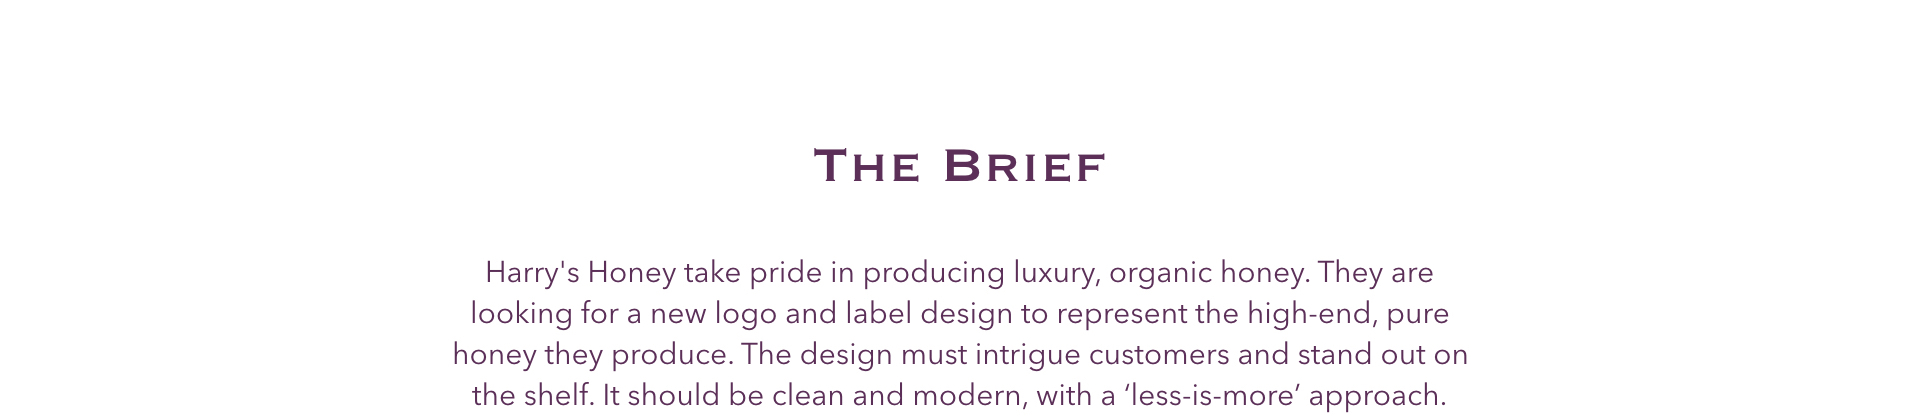 The Brief
Harry's Honey take pride in producing luxury, organic honey. They are
looking for a new logo and label design to represent the high-end, pure
honey they produce. The design must intrigue customers and stand out on
the shelf. It should be clean and modern, with a ‘less-is-more’ approach.